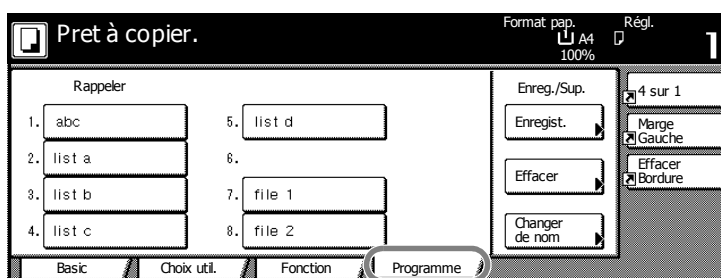 Pret à copier.
Format pap.
A4
100%
Régl.
1
Rappeler
1. abc
2. list a
3. list b
4. list c
5. list d
6.
7. file 1
8. file 2
Enreg./Sup.
Enregist.
Effacer
Changer
de nom
4 sur 1
Marge
Gauche
Effacer
Bordure
Basic
Choix util.
Fonction
Programme